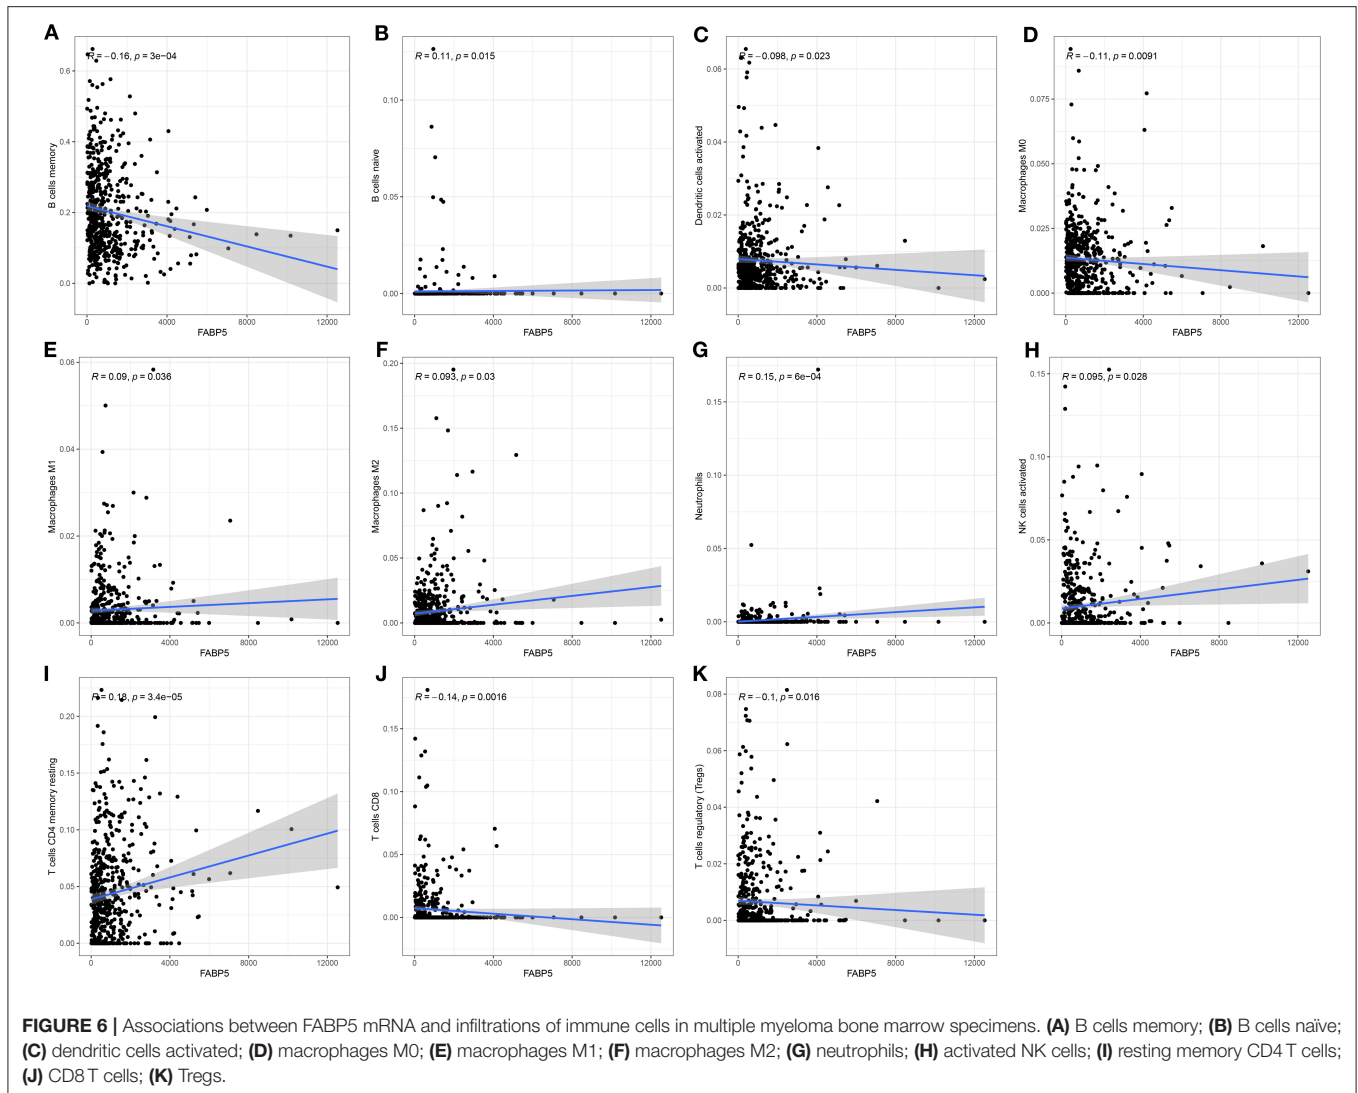 A
R = −0.16, p = 3e−04
B cells memory
0.6
0.4
0.2
0.0
0 4000 8000 12000
FABP5
B
R = 0.11, p = 0.015
B cells naive
0.10
0.05
0.00
0 4000 8000 12000
FABP5
C
R = −0.098, p = 0.023
Dendritic cells activated
0.06
0.04
0.02
0.00
0 4000 8000 12000
FABP5
D
R = −0.11, p = 0.0091
Macrophages M0
0.075
0.050
0.025
0.000
0 4000 8000 12000
FABP5
E
R = 0.09, p = 0.036
Macrophages M1
0.06
0.04
0.02
0.00
0 4000 8000 12000
FABP5
F
R = 0.093, p = 0.03
Macrophages M2
0.20
0.15
0.10
0.05
0.00
0 4000 8000 12000
FABP5
G
R = 0.15, p = 6e−04
Neutrophils
0.15
0.10
0.05
0.00
0 4000 8000 12000
FABP5
H
R = 0.095, p = 0.028
NK cells activated
0.15
0.10
0.05
0.00
0 4000 8000 12000
FABP5
I
R = 0.18, p = 3.4e−05
T cells CD4 memory resting
0.20
0.15
0.10
0.05
0.00
0 4000 8000 12000
FABP5
J
R = −0.14, p = 0.0016
T cells CD8
0.15
0.10
0.05
0.00
0 4000 8000 12000
FABP5
K
R = −0.1, p = 0.016
T cells regulatory (Tregs)
0.08
0.06
0.04
0.02
0.00
0 4000 8000 12000
FABP5
FIGURE 6 | Associations between FABP5 mRNA and infiltrations of immune cells in multiple myeloma bone marrow specimens. (A) B cells memory; (B) B cells naïve;
(C) dendritic cells activated; (D) macrophages M0; (E) macrophages M1; (F) macrophages M2; (G) neutrophils; (H) activated NK cells; (I) resting memory CD4 T cells;
(J) CD8 T cells; (K) Tregs.